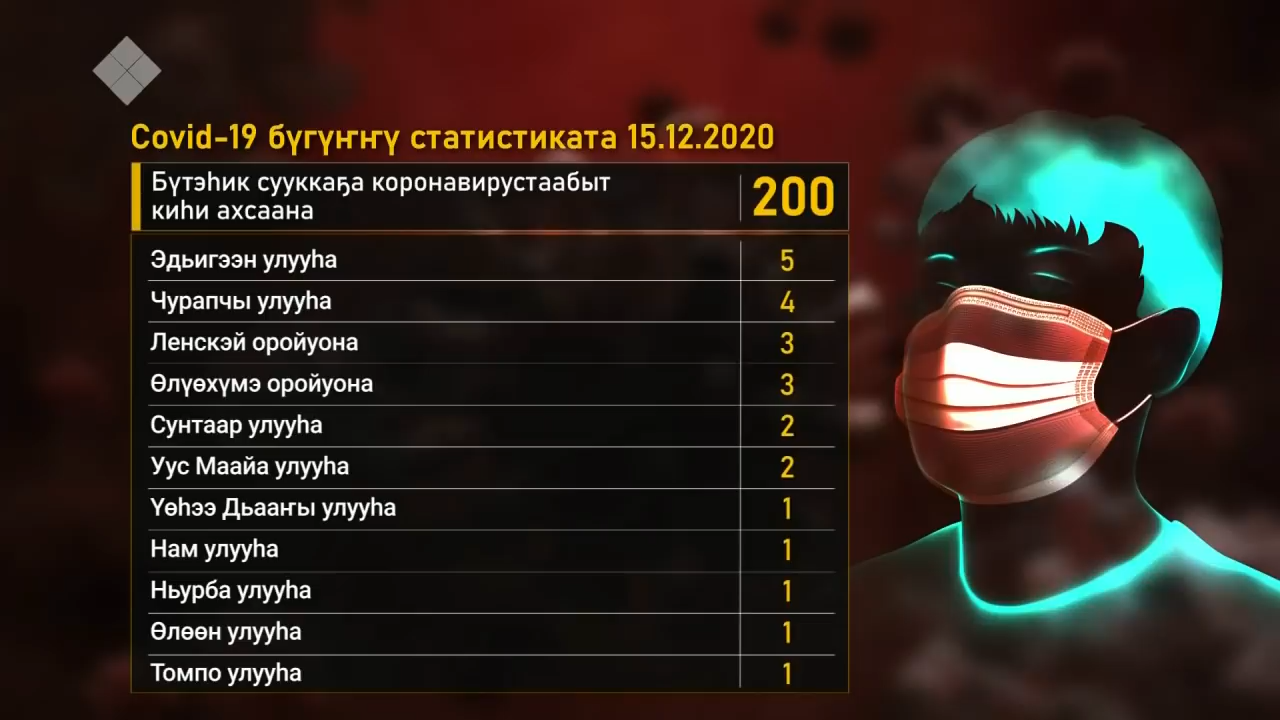 Covid-19 бүгүҥҥү статистиката 15.12.2020
Бүтэһик сууккаҕа коронавирустаабыт
киһи ахсаана
200
Эдьигээн улууһа 5
Чурапчы улууһа 4
Ленскэй оройуона 3
Өлүөхүмэ оройуона 3
Сунтаар улууһа 2
Уус Маайа улууһа 2
Үөһээ Дьааҥы улууһа 1
Нам улууһа 1
Ньурба улууһа 1
Өлөөн улууһа 1
Томпо улууһа 1